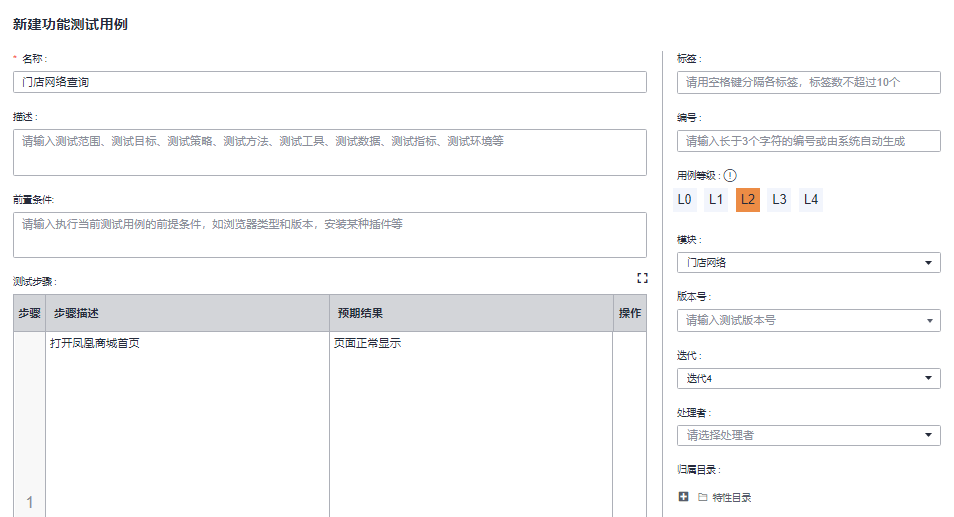 新建功能测试用例
* 名称:
门店网络查询
描述:
请输入测试范围、测试目标、测试策略、测试方法、测试工具、测试数据、测试指标、测试环境等
前置条件:
请输入执行当前测试用例的前提条件，如浏览器类型和版本，安装某种插件等
测试步骤:
步骤 步骤描述 预期结果 操作
打开凤凰商城首页 页面正常显示
1
标签:
请用空格键分隔各标签，标签数不超过10个
编号:
请输入长于3个字符的编号或由系统自动生成
用例等级:
L0 L1 L2 L3 L4
模块:
门店网络
版本号:
请输入测试版本号
迭代:
迭代4
处理者:
请选择处理者
归属目录:
特性目录